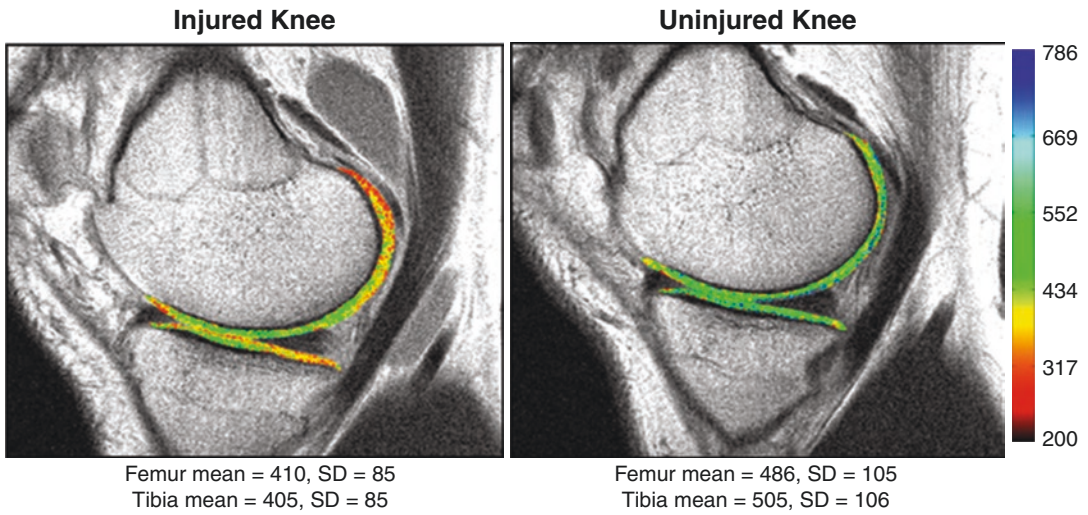 Injured Knee
Uninjured Knee
786
669
552
434
317
200
Femur mean = 410, SD = 85
Tibia mean = 405, SD = 85
Femur mean = 486, SD = 105
Tibia mean = 505, SD = 106